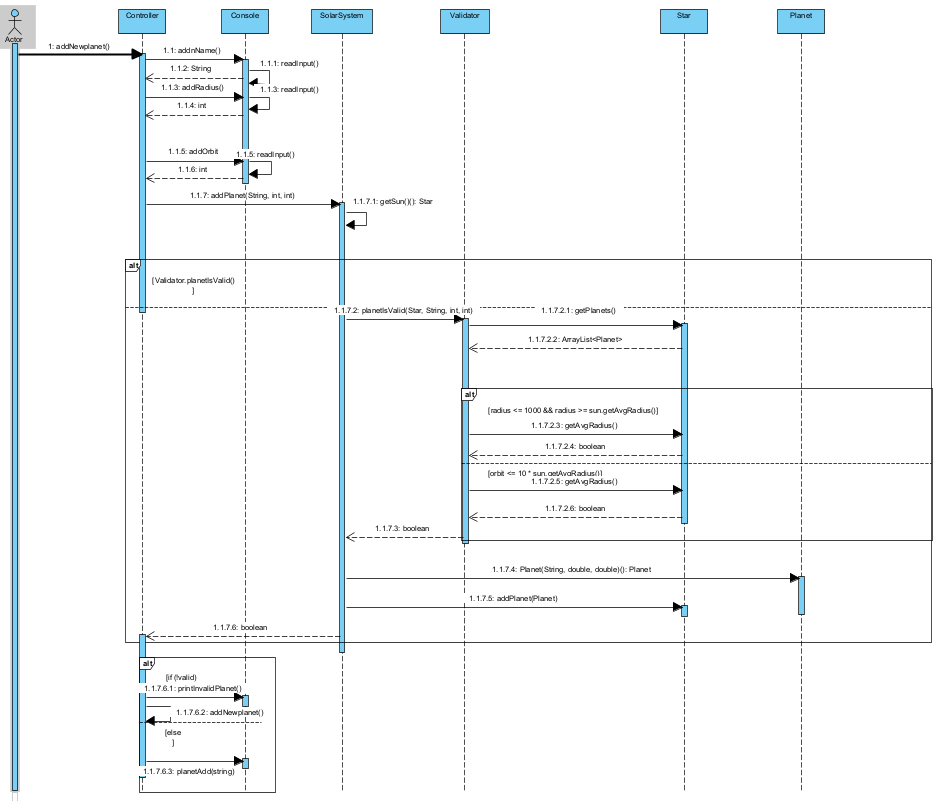 Controller
Console
SolarSystem
Validator
Star
Planet
Actor
1: addNewplanet()
1.1: addnName()
1.1.1: readInput()
1.1.2: String
1.1.3: addRadius()
1.1.3: readInput()
1.1.4: int
1.1.5: addOrbit
1.1.5: readInput()
1.1.6: int
1.1.7: addPlanet(String, int, int)
1.1.7.1: getSun()(): Star
alt
[Validator.planetIsValid()
]
1.1.7.2: planetIsValid(Star, String, int, int)
1.1.7.2.1: getPlanets()
1.1.7.2.2: ArrayList<Planet>
alt
[radius <= 1000 && radius >= sun.getAvgRadius()]
1.1.7.2.3: getAvgRadius()
1.1.7.2.4: boolean
[orbit <= 10 * sun.getAvgRadius()]
1.1.7.2.5: getAvgRadius()
1.1.7.2.6: boolean
1.1.7.3: boolean
1.1.7.4: Planet(String, double, double)(): Planet
1.1.7.5: addPlanet(Planet)
1.1.7.6: boolean
alt
[if (!valid)
1.1.7.6.1: printInvalidPlanet()
1.1.7.6.2: addNewplanet()
[else
]
1.1.7.6.3: planetAdd(string)